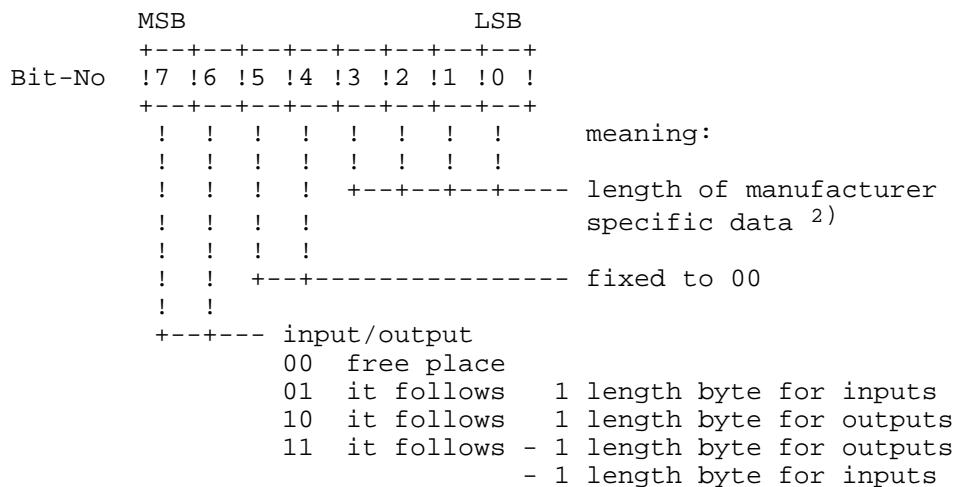 MSB LSB
+--+--+--+--+--+--+--+--+
Bit-No !7 !6 !5 !4 !3 !2 !1 !0 !
+--+--+--+--+--+--+--+--+
! ! ! ! ! ! ! ! meaning:
! ! ! ! ! ! ! !
! ! ! ! +--+--+--+---- length of manufacturer
! ! ! ! specific data 2)
! ! ! !
! ! +--+---------------- fixed to 00
! !
+--+--- input/output
00 free place
01 it follows 1 length byte for inputs
10 it follows 1 length byte for outputs
11 it follows - 1 length byte for outputs
- 1 length byte for inputs